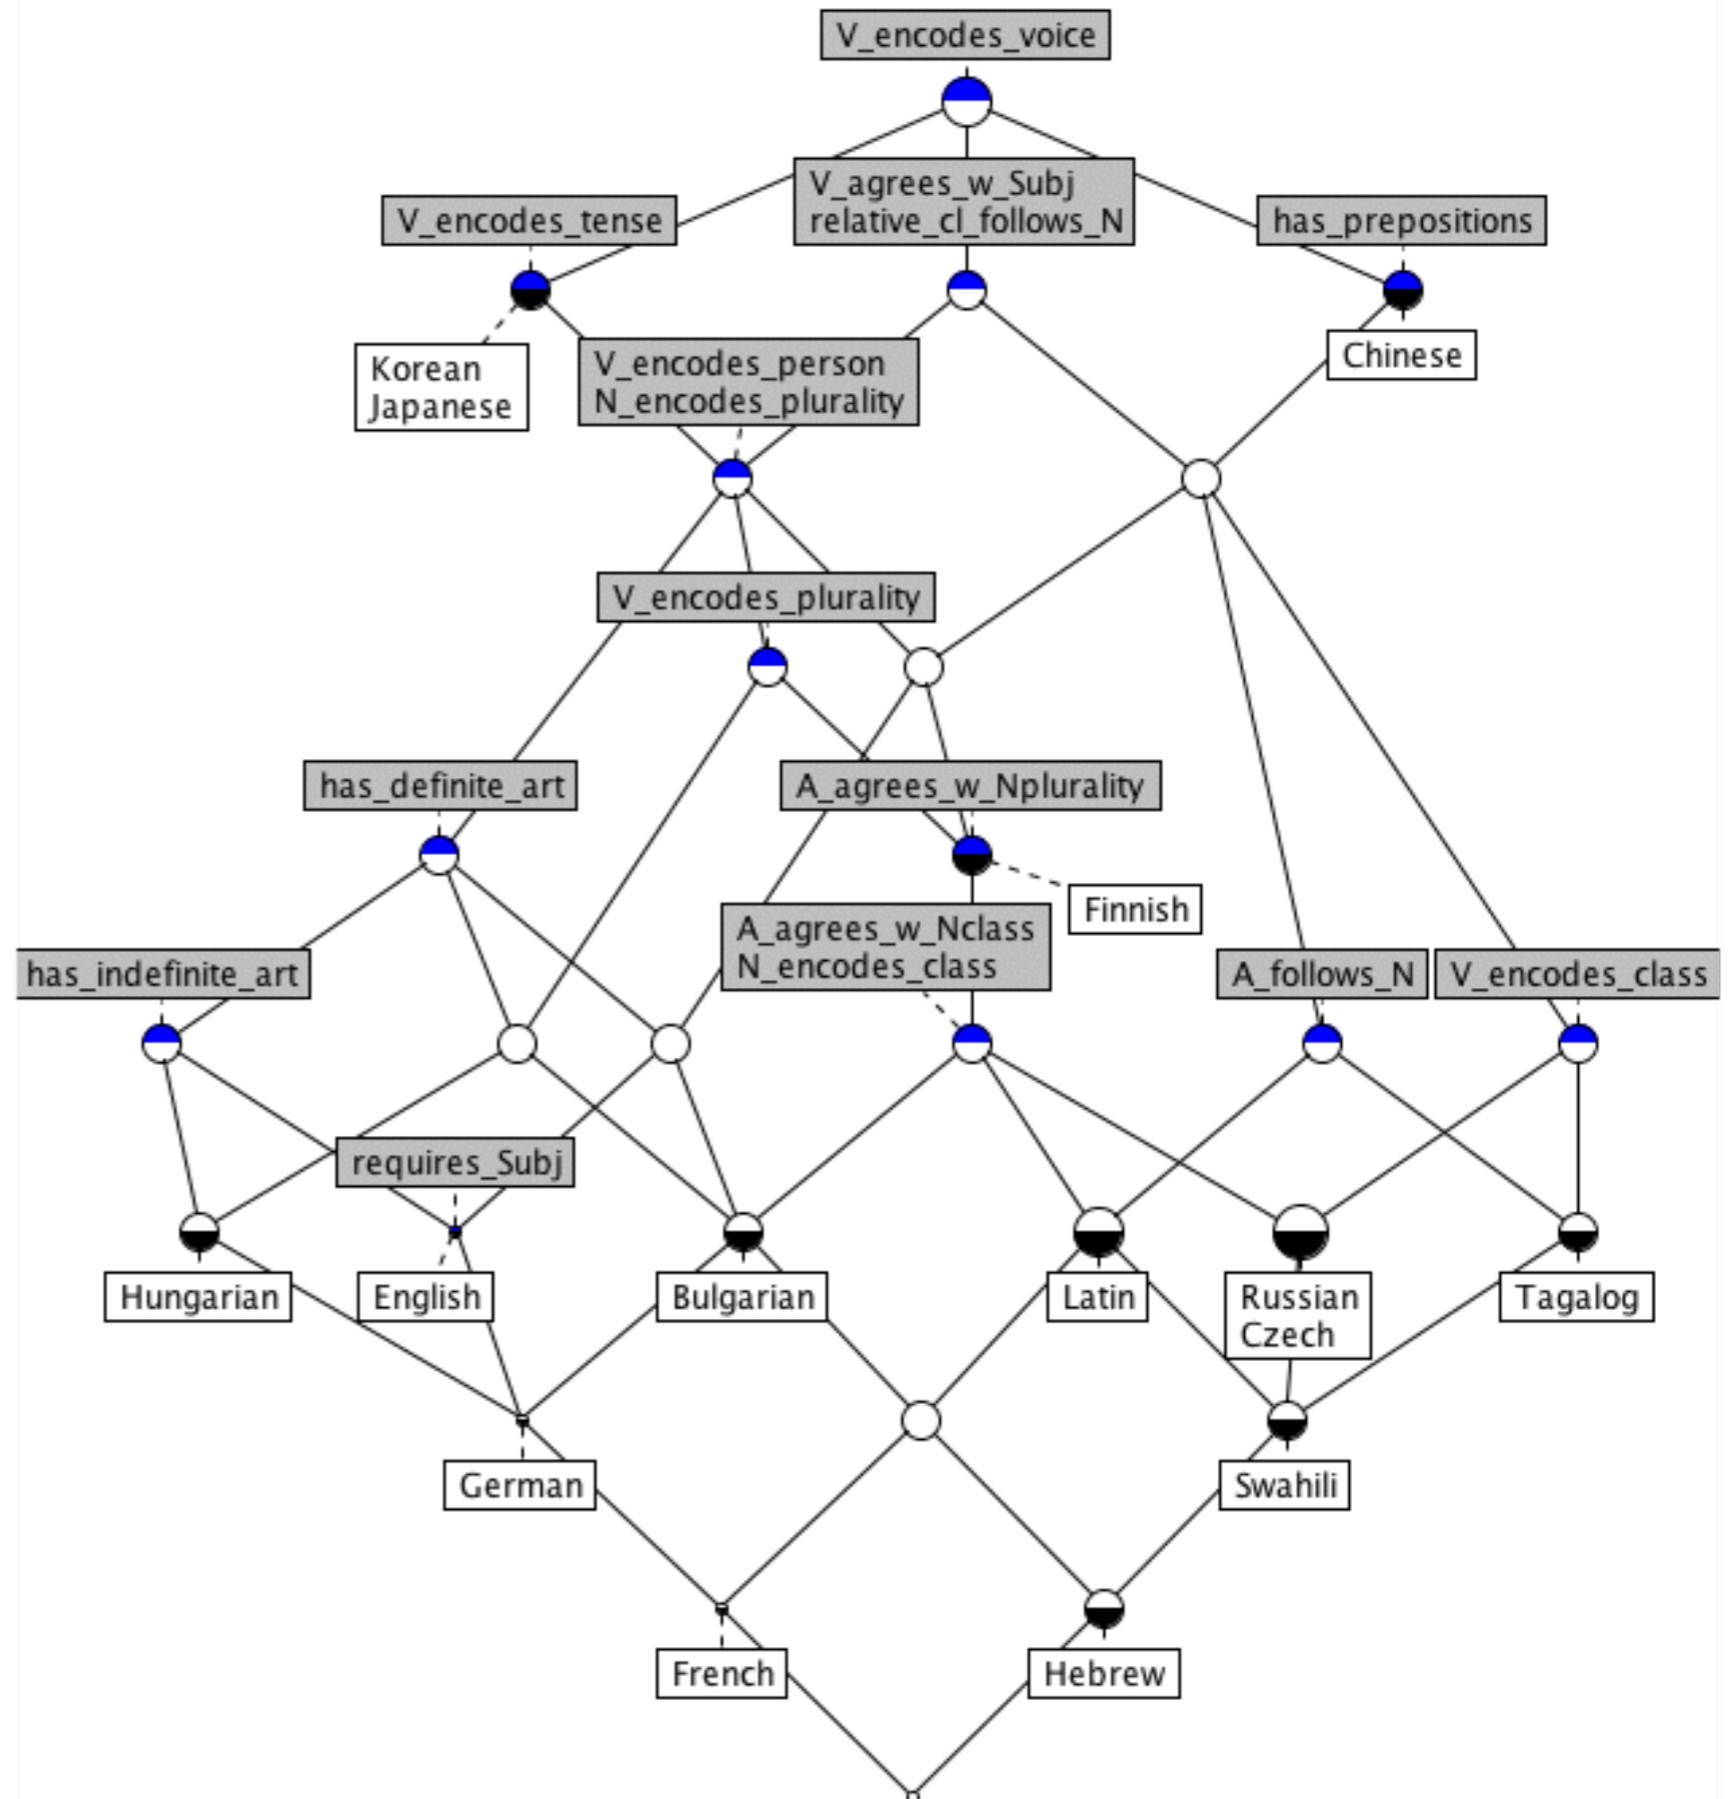 V_encodes_voice
V_agrees_w_Subj
relative_cl_follows_N
V_encodes_tense
has_prepositions
Korean
Japanese
V_encodes_person
N_encodes_plurality
Chinese
V_encodes_plurality
has_definite_art
A_agrees_w_Nplurality
Finnish
A_agrees_w_Nclass
N_encodes_class
has_indefinite_art
A_follows_N
V_encodes_class
requires_Subj
Hungarian
English
Bulgarian
Latin
Russian
Czech
Tagalog
German
Swahili
French
Hebrew